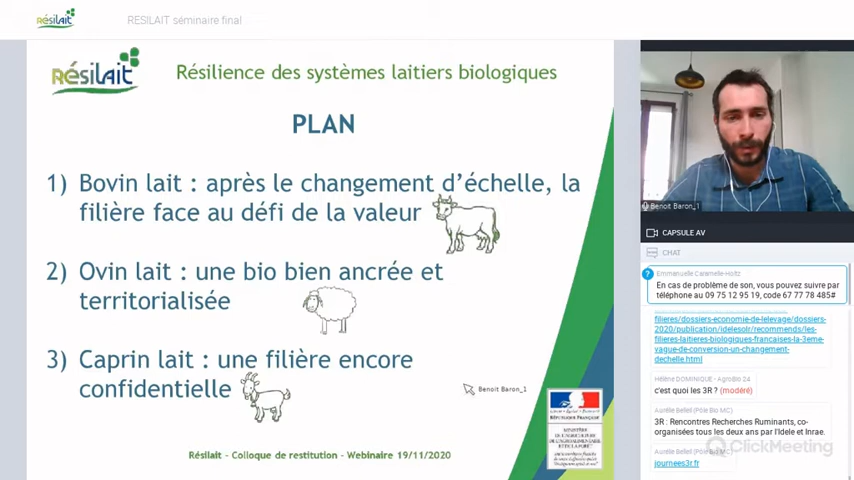 Résilait
RESILAIT séminaire final
RésilAiT
Résilience des systèmes laitiers biologiques
PLAN
1) Bovin lait : après le changement d'échelle, la
filière face au défi de la valeur
2) Ovin lait : une bio bien ancrée et
territorialisée
3) Caprin lait : une filière encore
confidentielle
Benoit Baron_1
RÉPUBLIQUE FRANÇAISE
MINISTÈRE
DE L'AGRICULTURE
Résilait - Colloque de restitution - Webinaire 19/11/2020
Benoit Baron_1
CAPSULE AV
CHAT
? Emmanuelle Caramelle-Holtz
En cas de problème de son, vous pouvez suivre par
téléphone au 09 75 12 95 19, code 67 77 78 485#
filieres/dossiers-economie-de-lelevage/dossiers-
2020/publication/idelesolr/recommends/les-
filieres-laitieres-biologiques-francaises-la-3eme-
vague-de-conversion-un-changement-
dechelle.html
Hélène DOMINIQUE - AgroBio 24
c'est quoi les 3R ? (modéré)
Aurélie Belleil (Pôle Bio MC)
3R : Rencontres Recherches Ruminants, co-
organisées tous les deux ans par l'Idele et Inrae.
Aurélie Belleil (Pôle Bio MC)
journees3r.fr
ClickMeeting